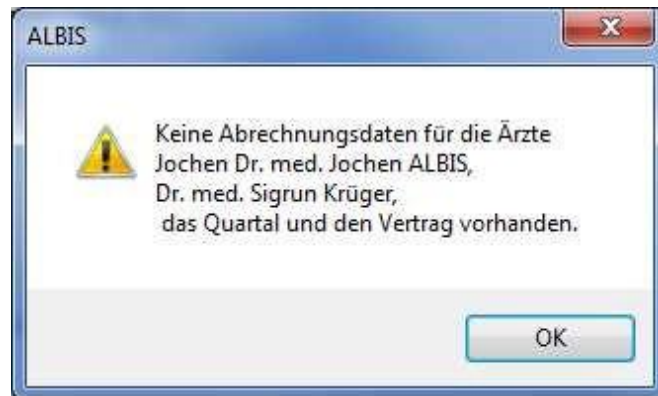 ALBIS
Keine Abrechnungsdaten für die Ärzte
Jochen Dr. med. Jochen ALBIS,
Dr. med. Sigrun Krüger,
das Quartal und den Vertrag vorhanden.
OK